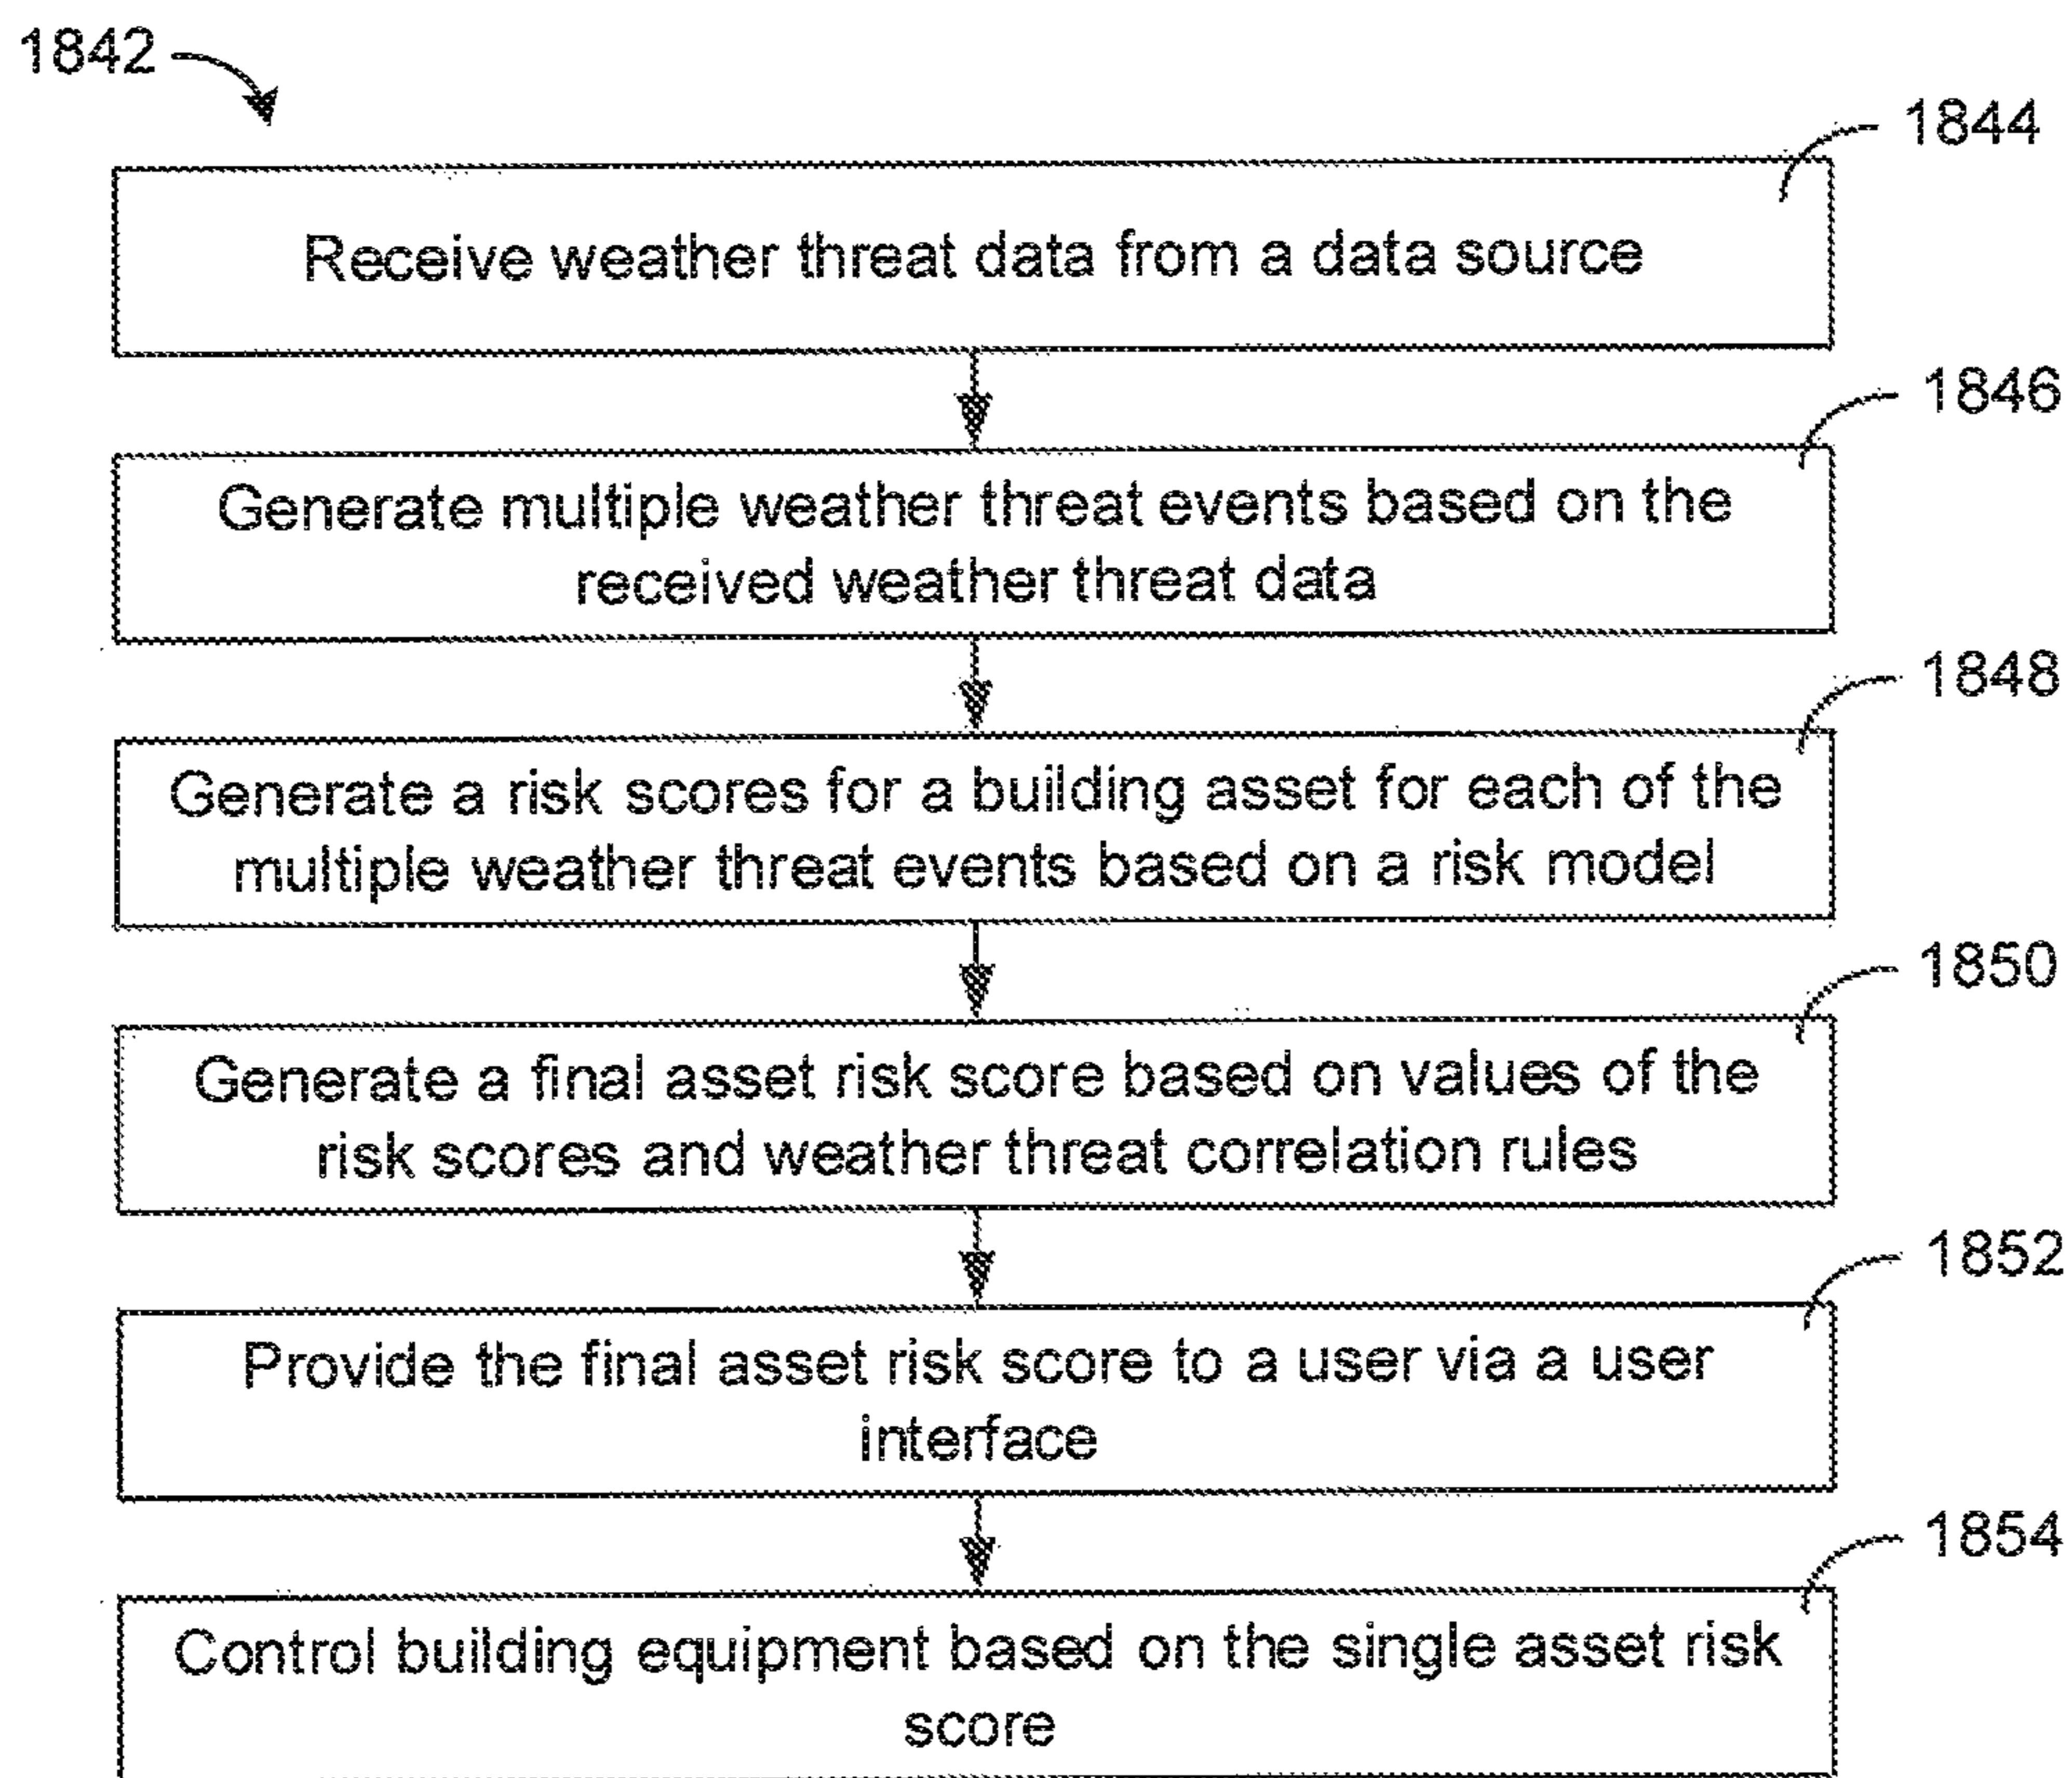 1842
1844
Receive weather threat data from a data source
1846
Generate multiple weather threat events based on the
received weather threat data
1848
Generate a risk scores for a building asset for each of the
multiple weather threat events based on a risk model
1850
Generate a final asset risk score based on values of the
risk scores and weather threat correlation rules
1852
Provide the final asset risk score to a user via a user
interface
1854
Control building equipment based on the single asset risk
score